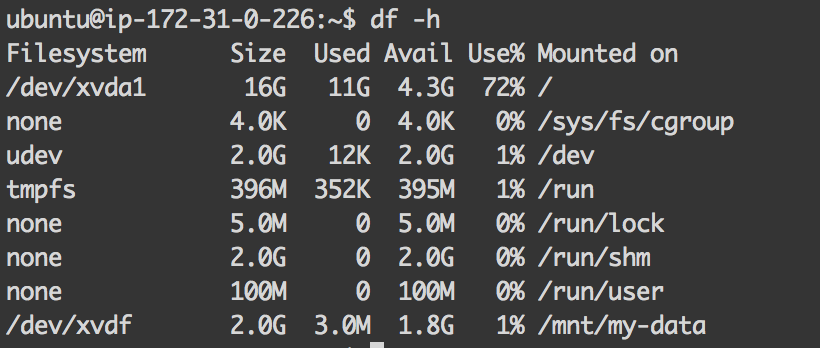 ubuntu@ip-172-31-0-226:~$ df -h
Filesystem      Size  Used Avail Use% Mounted on
/dev/xvda1       16G   11G  4.3G  72% /
none            4.0K     0  4.0K   0% /sys/fs/cgroup
udev            2.0G   12K  2.0G   1% /dev
tmpfs           396M  352K  395M   1% /run
none            5.0M     0  5.0M   0% /run/lock
none            2.0G     0  2.0G   0% /run/shm
none            100M     0  100M   0% /run/user
/dev/xvdf       2.0G  3.0M  1.8G   1% /mnt/my-data